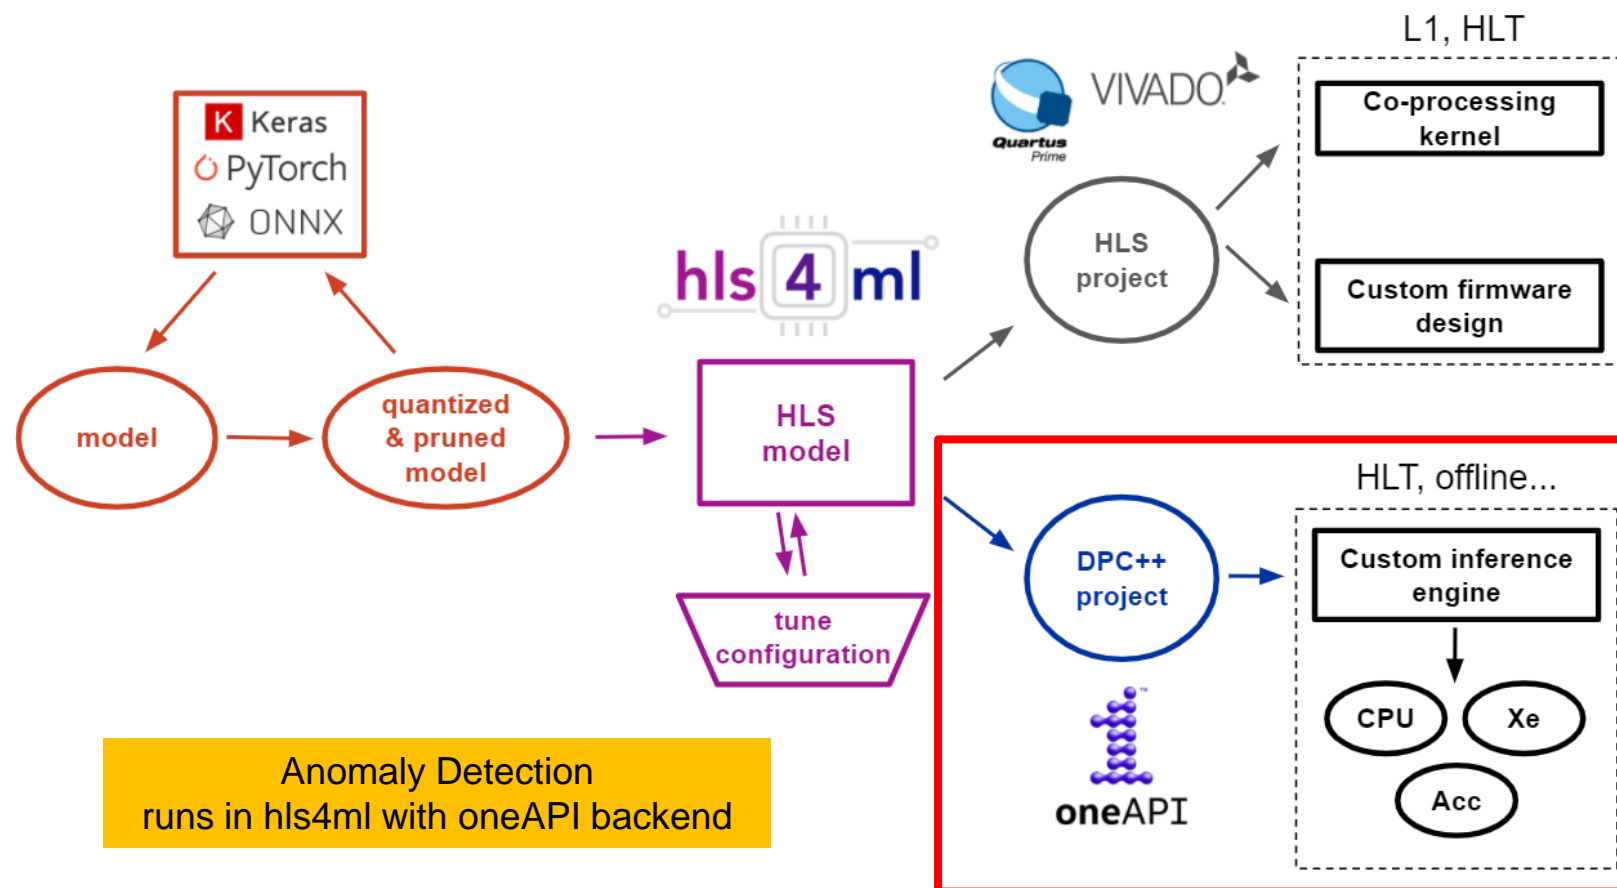 L1, HLT
Quartus
Prime
VIVADO
Co-processing
kernel
K Keras
PyTorch
ONNX
HLS
project
Custom firmware
design
hls 4 ml
model
quantized
& pruned
model
HLS
model
tune
configuration
HLT, offline...
DPC++
project
Custom inference
engine
CPU
Xe
Acc
™
oneAPI
Anomaly Detection
runs in hls4ml with oneAPI backend